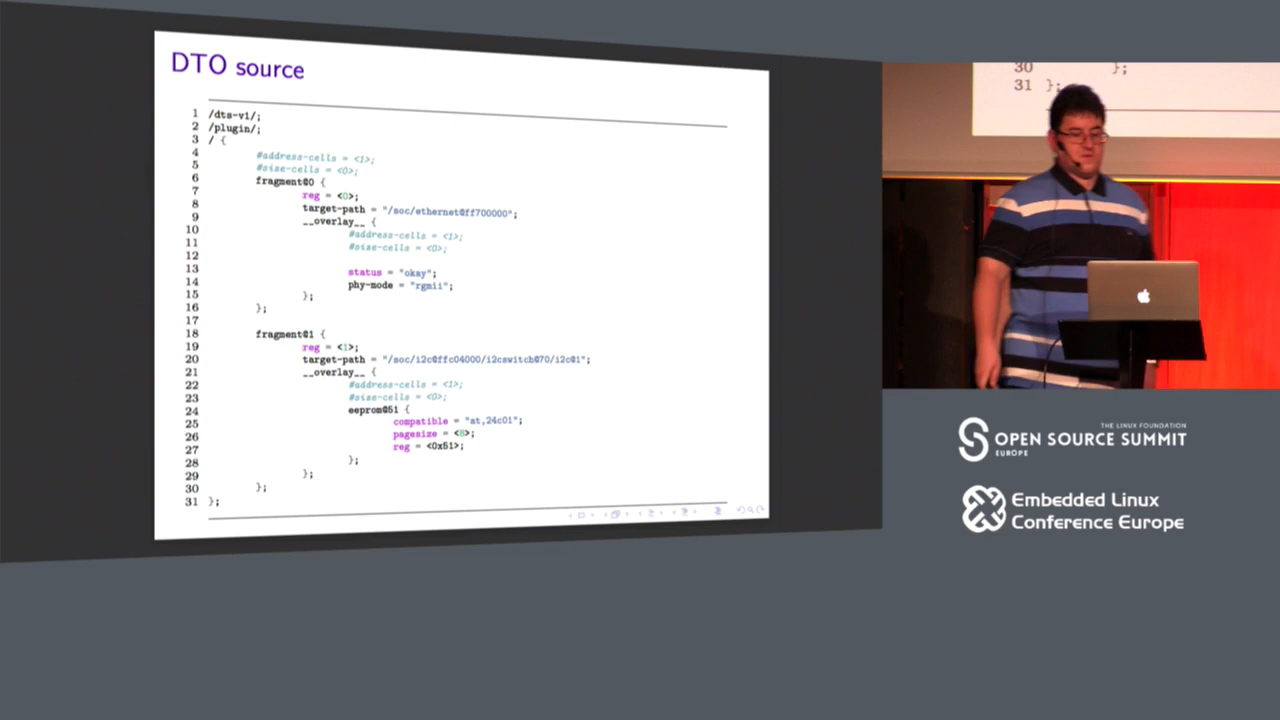 DTO source
1 /dts-v1/;
2 /plugin/;
3 / {
4 #address-cells = <1>;
5 #size-cells = <0>;
6 fragment@0 {
7 reg = <0>;
8 target-path = "/soc/ethernet@ff700000";
9 __overlay__ {
10 #address-cells = <1>;
11 #size-cells = <0>;
12
13 status = "okay";
14 phy-mode = "rgmii";
15 };
16 };
17
18 fragment@1 {
19 reg = <1>;
20 target-path = "/soc/i2c@ffc04000/i2cswitch@70/i2c@1";
21 __overlay__ {
22 #address-cells = <1>;
23 #size-cells = <0>;
24 eeprom@51 {
25 compatible = "at,24c01";
26 pagesize = <8>;
27 reg = <0x51>;
28 };
29 };
30 };
31 };
30 };
31 };
THE LINUX FOUNDATION
OPEN SOURCE SUMMIT
EUROPE
Embedded Linux
Conference Europe